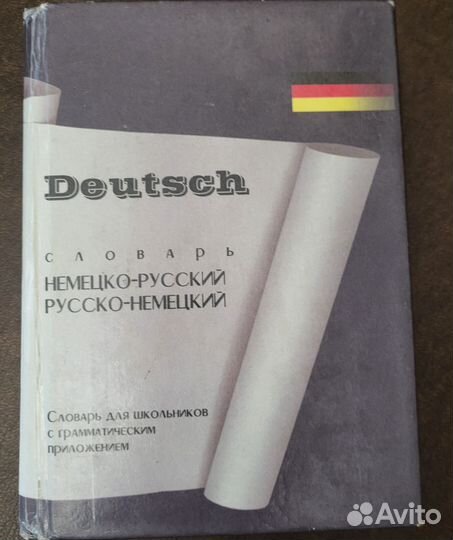 Deutsch
СЛОВАРЬ
НЕМЕЦКО-РУССКИЙ
РУССКО-НЕМЕЦКИЙ
СЛОВАРЬ ДЛЯ ШКОЛЬНИКОВ
С ГРАММАТИЧЕСКИМ
ПРИЛОЖЕНИЕМ
Avito